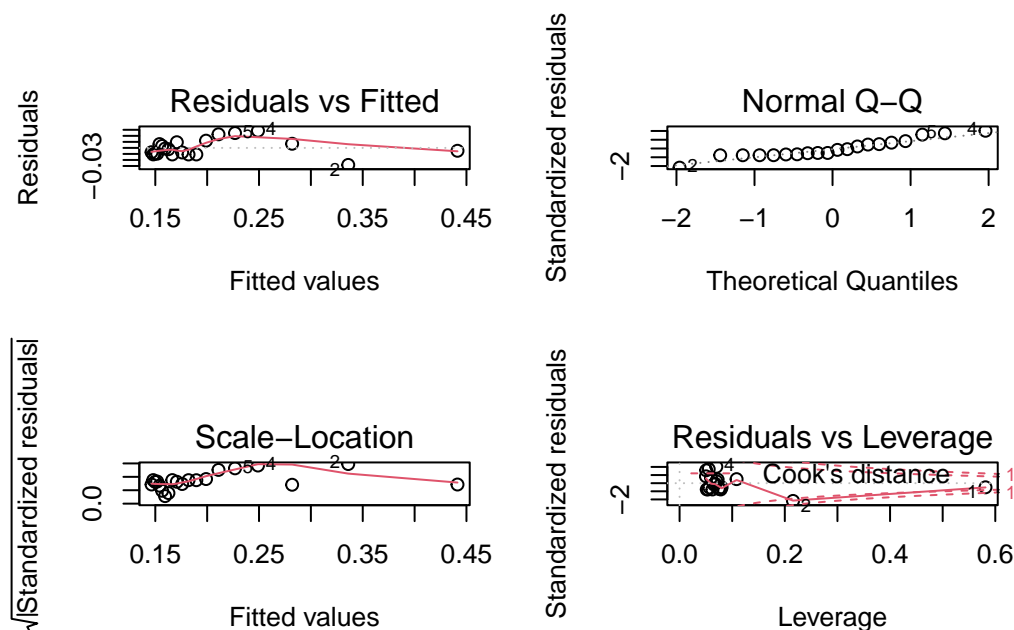 Residuals vs Fitted
Residuals
−0.03
5
4
2
0.15 0.25 0.35 0.45
Fitted values
Normal Q−Q
Standardized residuals
−2
2
5
4
−2 −1 0 1 2
Theoretical Quantiles
Scale−Location
√|Standardized residuals|
0.0
5
4
2
0.15 0.25 0.35 0.45
Fitted values
Residuals vs Leverage
Standardized residuals
−2
4
Cook's distance
2
1
1
1
0.0 0.2 0.4 0.6
Leverage